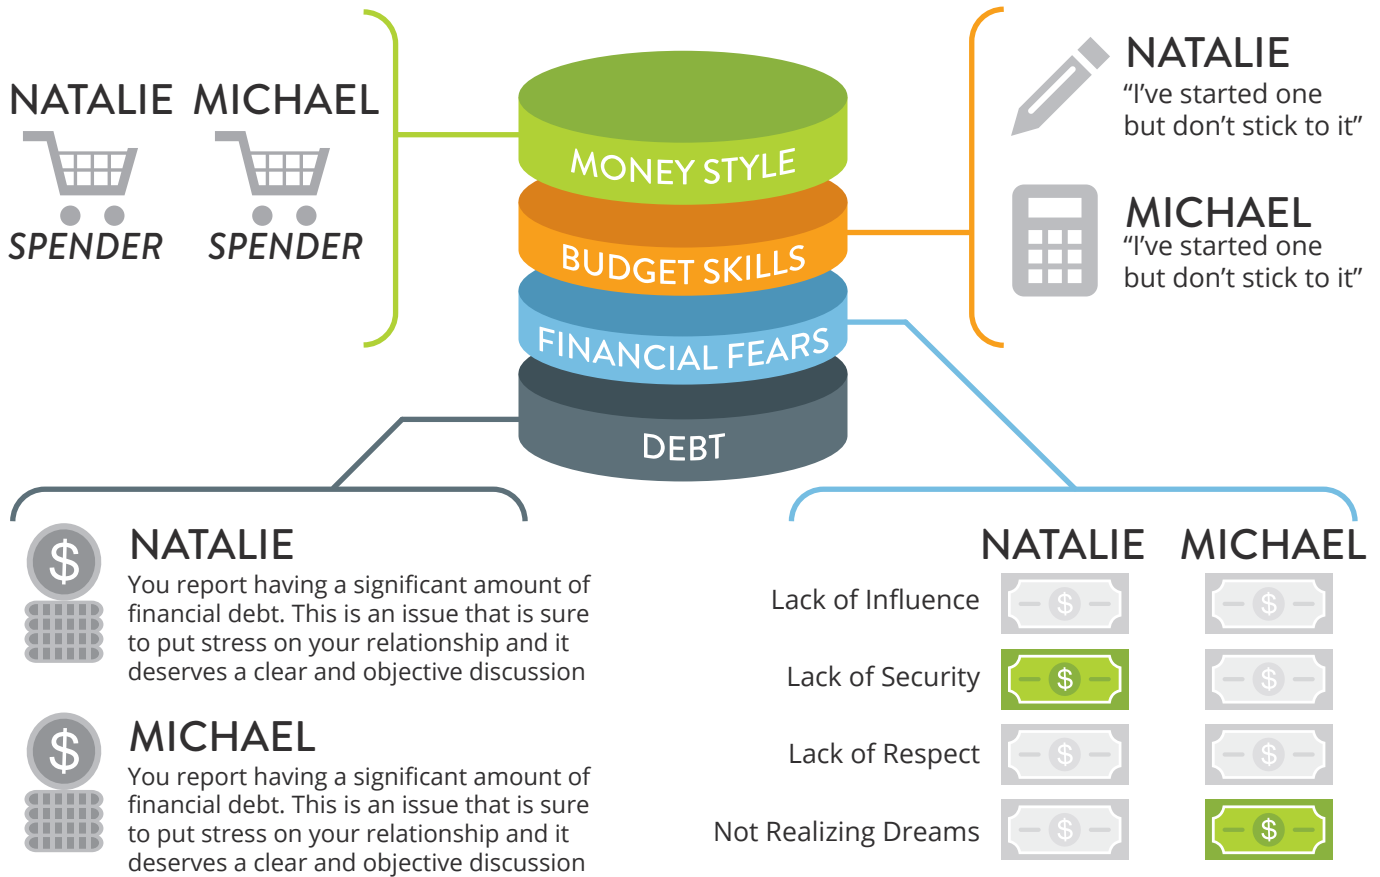 NATALIE MICHAEL
SPENDER SPENDER
MONEY STYLE
BUDGET SKILLS
FINANCIAL FEARS
DEBT
NATALIE
“I’ve started one
but don’t stick to it”
MICHAEL
“I’ve started one
but don’t stick to it”
$
NATALIE
You report having a significant amount of
financial debt. This is an issue that is sure
to put stress on your relationship and it
deserves a clear and objective discussion
$
MICHAEL
You report having a significant amount of
financial debt. This is an issue that is sure
to put stress on your relationship and it
deserves a clear and objective discussion
NATALIE MICHAEL
Lack of Influence $ $
Lack of Security $ $
Lack of Respect $ $
Not Realizing Dreams $ $